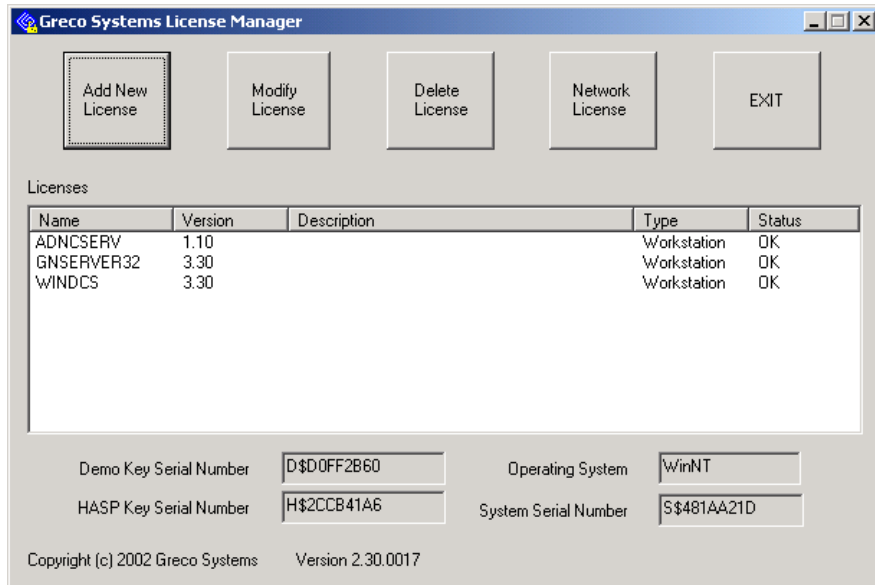 Greco Systems License Manager
Add New License
Modify License
Delete License
Network License
EXIT
Licenses
Name Version Description Type Status
ADNCSERV 1.10 Workstation OK
GNSERVER32 3.30 Workstation OK
WINDCS 3.30 Workstation OK
Demo Key Serial Number D$D0FF2B60 Operating System WinNT
HASP Key Serial Number H$2CCB41A6 System Serial Number S$481AA21D
Copyright (c) 2002 Greco Systems Version 2.30.0017